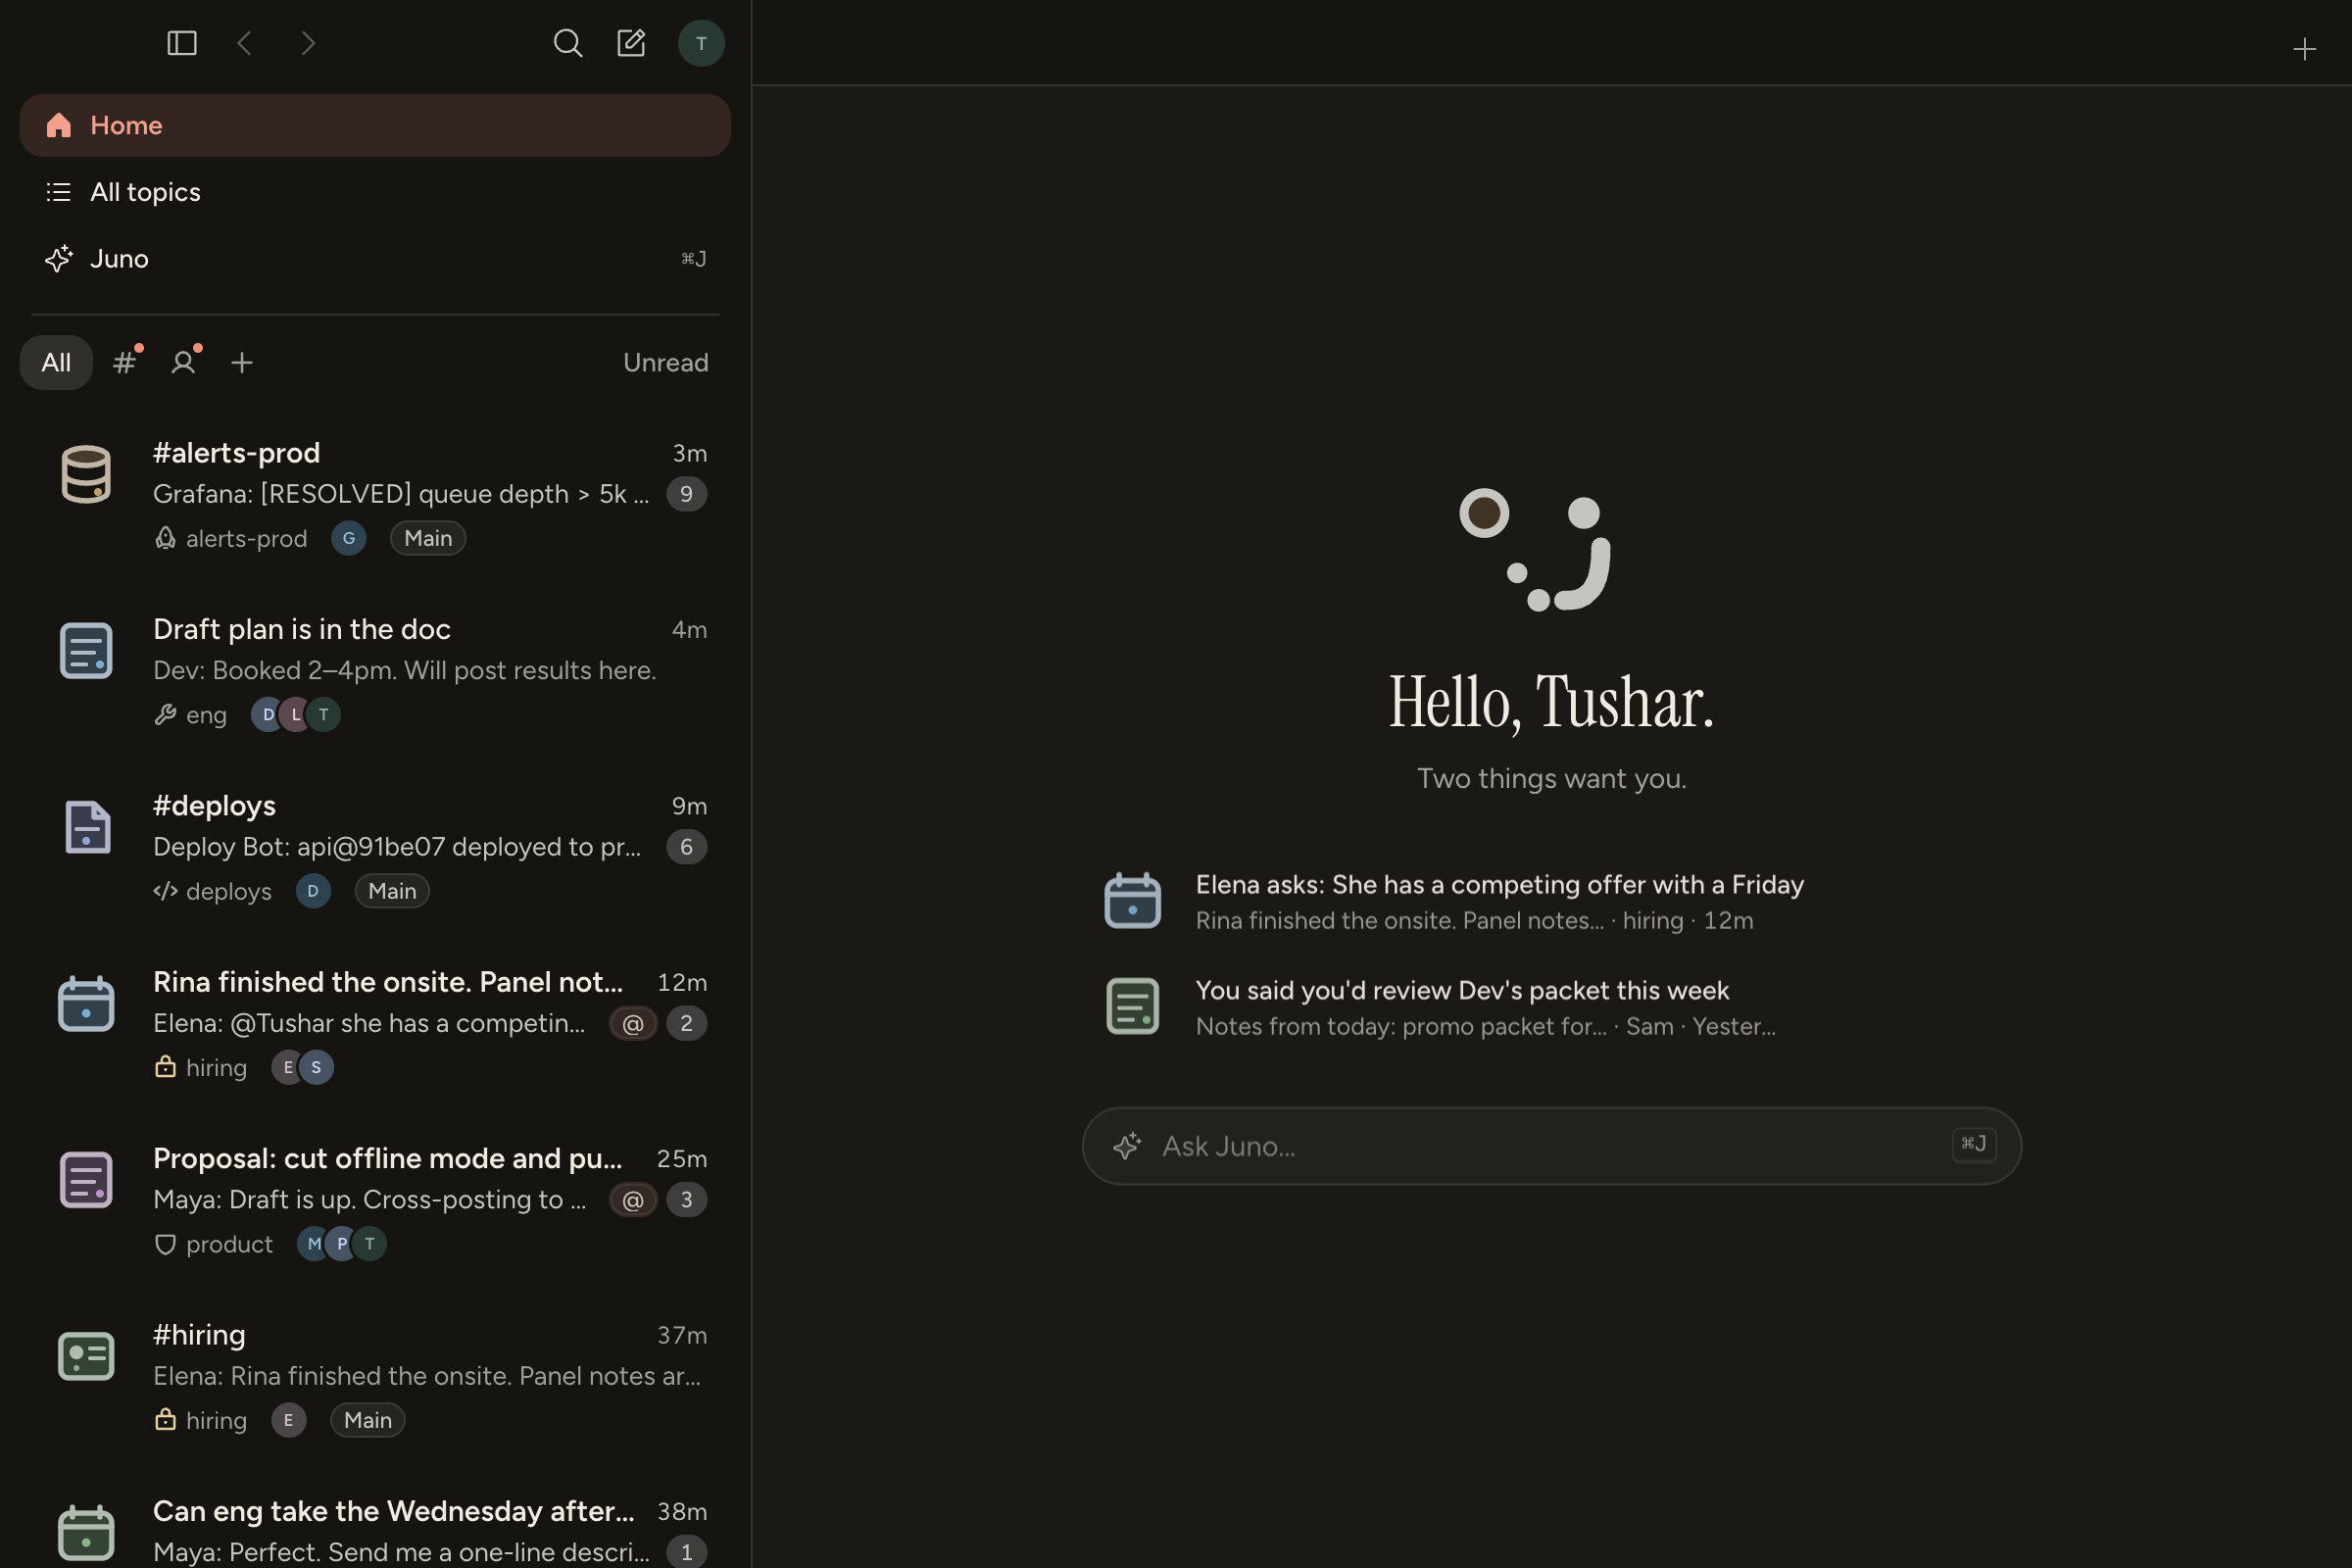 T
Home
All topics
Juno ⌘J
All # Unread
#alerts-prod 3m
Grafana: [RESOLVED] queue depth > 5k ... 9
alerts-prod G Main
Draft plan is in the doc 4m
Dev: Booked 2–4pm. Will post results here.
eng D L T
#deploys 9m
Deploy Bot: api@91be07 deployed to pr... 6
</> deploys D Main
Rina finished the onsite. Panel not... 12m
Elena: @Tushar she has a competin... @ 2
hiring E S
Proposal: cut offline mode and pu... 25m
Maya: Draft is up. Cross-posting to ... @ 3
product M P T
#hiring 37m
Elena: Rina finished the onsite. Panel notes ar...
hiring E Main
Can eng take the Wednesday after... 38m
Maya: Perfect. Send me a one-line descri... 1
Hello, Tushar.
Two things want you.
Elena asks: She has a competing offer with a Friday
Rina finished the onsite. Panel notes... · hiring · 12m
You said you'd review Dev's packet this week
Notes from today: promo packet for... · Sam · Yester...
Ask Juno... ⌘J